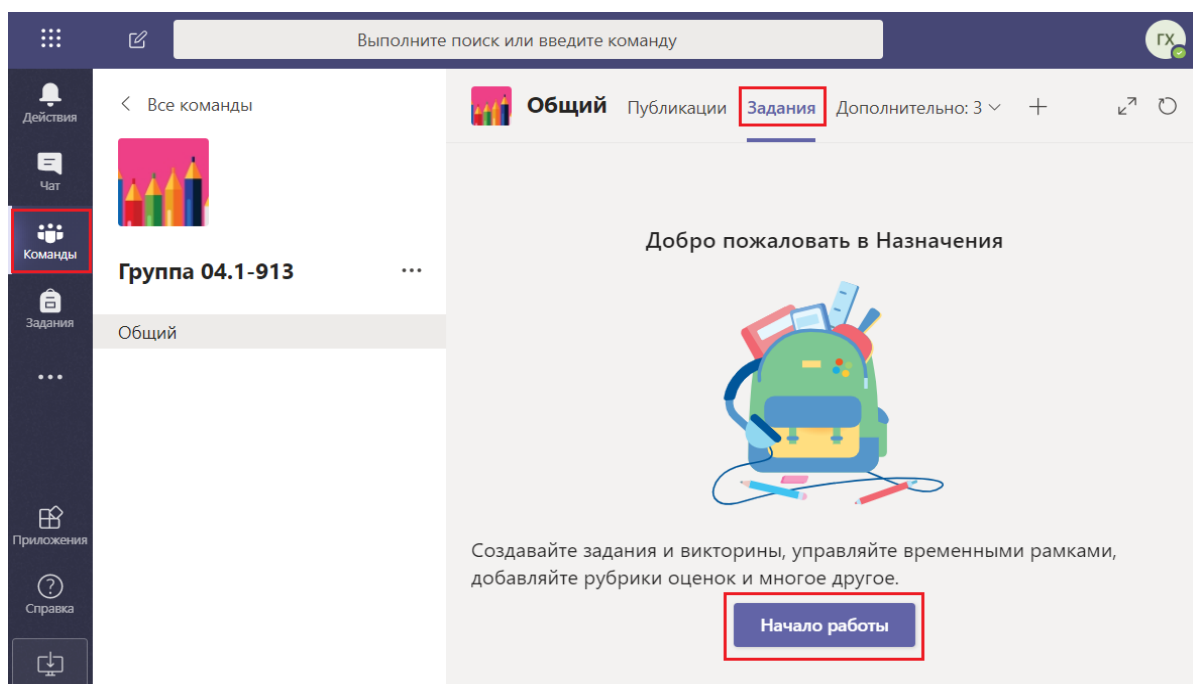 Выполните поиск или введите команду
ГХ
Действия
Чат
Команды
Задания
Приложения
Справка
Все команды
Группа 04.1-913
Общий
Общий Публикации Задания Дополнительно: 3
Добро пожаловать в Назначения
Создавайте задания и викторины, управляйте временными рамками,
добавляйте рубрики оценок и многое другое.
Начало работы